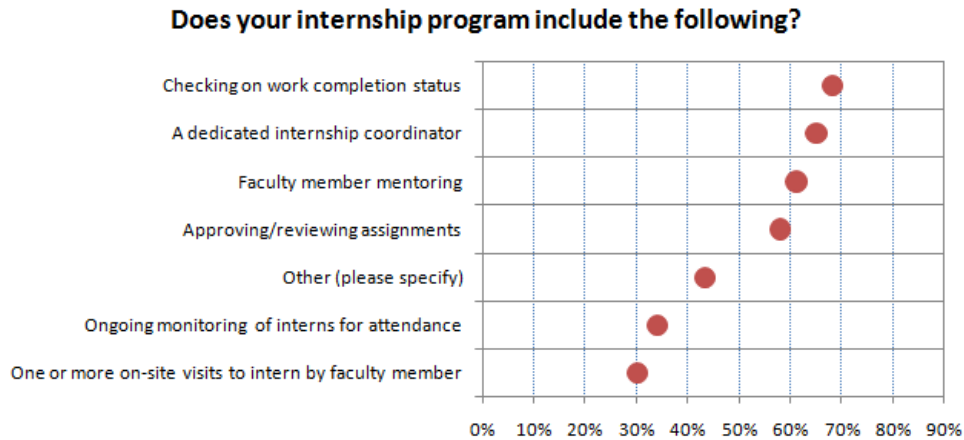 Does your internship program include the following?
Checking on work completion status
A dedicated internship coordinator
Faculty member mentoring
Approving/reviewing assignments
Other (please specify)
Ongoing monitoring of interns for attendance
One or more on-site visits to intern by faculty member
0% 10% 20% 30% 40% 50% 60% 70% 80% 90%